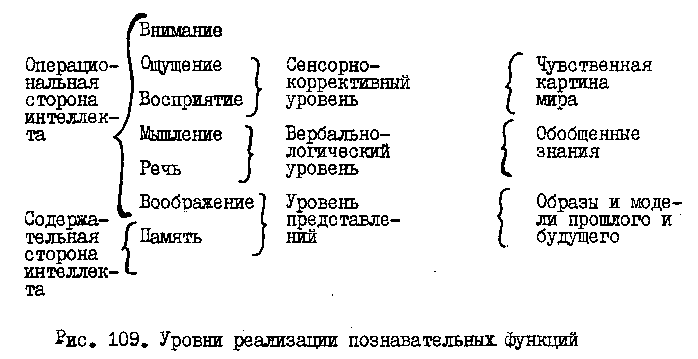 Внимание
Операцио-
нальная
сторона
интеллек-
та
Ощущение
Восприятие
Мышление
Речь
Воображение
Содержа-
тельная
сторона
интеллек-
та
Память
Сенсорно-
коррективный
уровень
Вербально-
логический
уровень
Уровень
представле-
ний
Чувственная
картина
мира
Обобщенные
знания
Образы и моде-
ли прошлого и
будущего
Рис. 109. Уровни реализации познавательных функций